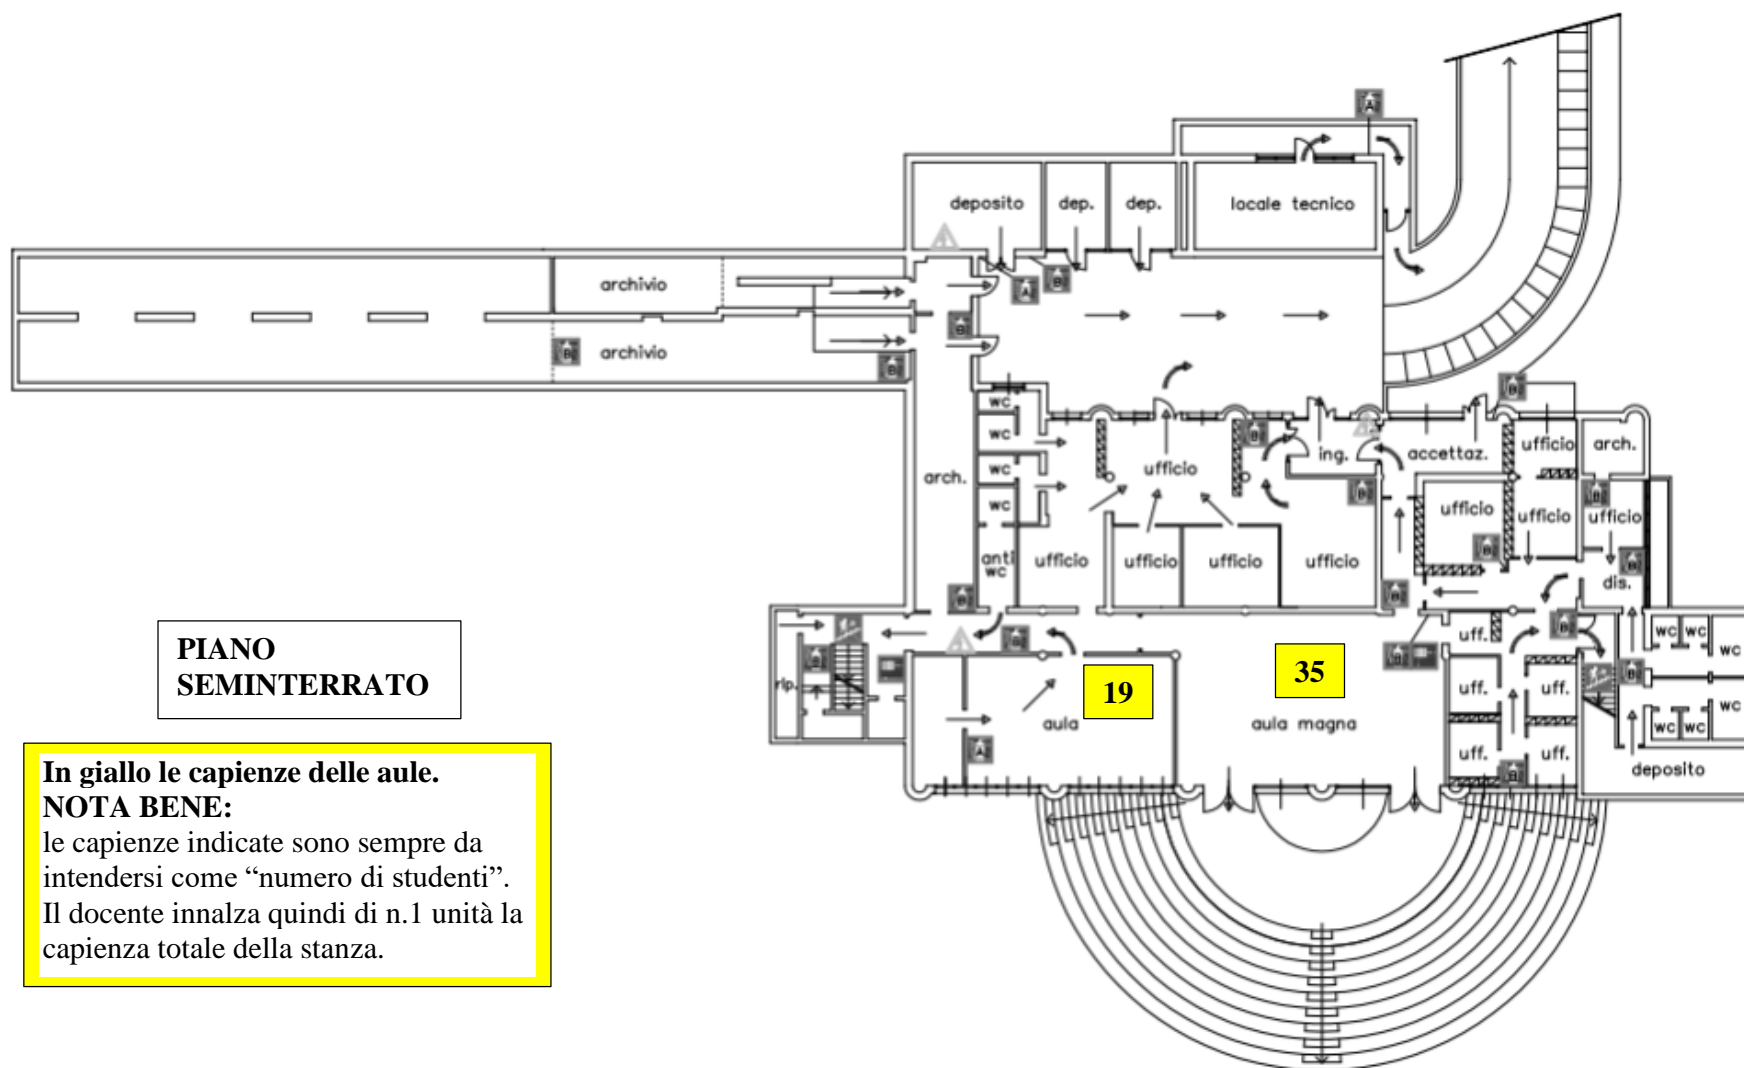 deposito
dep.
dep.
locale tecnico
A
archivio
A
B
B
archivio
B
B
B
WC
WC
WC
WC
arch.
anti
WC
ufficio
B
ing.
accettaz.
ufficio
arch.
B
B
ufficio
ufficio
ufficio
B
ufficio
ufficio
ufficio
ufficio
B
dis.
B
B
B
PIANO
SEMINTERRATO
rip.
B
B
uff.
B
WC
WC
WC
19
35
B
uff.
uff.
B
WC
aula
aula magna
WC
WC
A
uff.
uff.
B
deposito
In giallo le capienze delle aule.
NOTA BENE:
le capienze indicate sono sempre da
intendersi come “numero di studenti”.
Il docente innalza quindi di n.1 unità la
capienza totale della stanza.